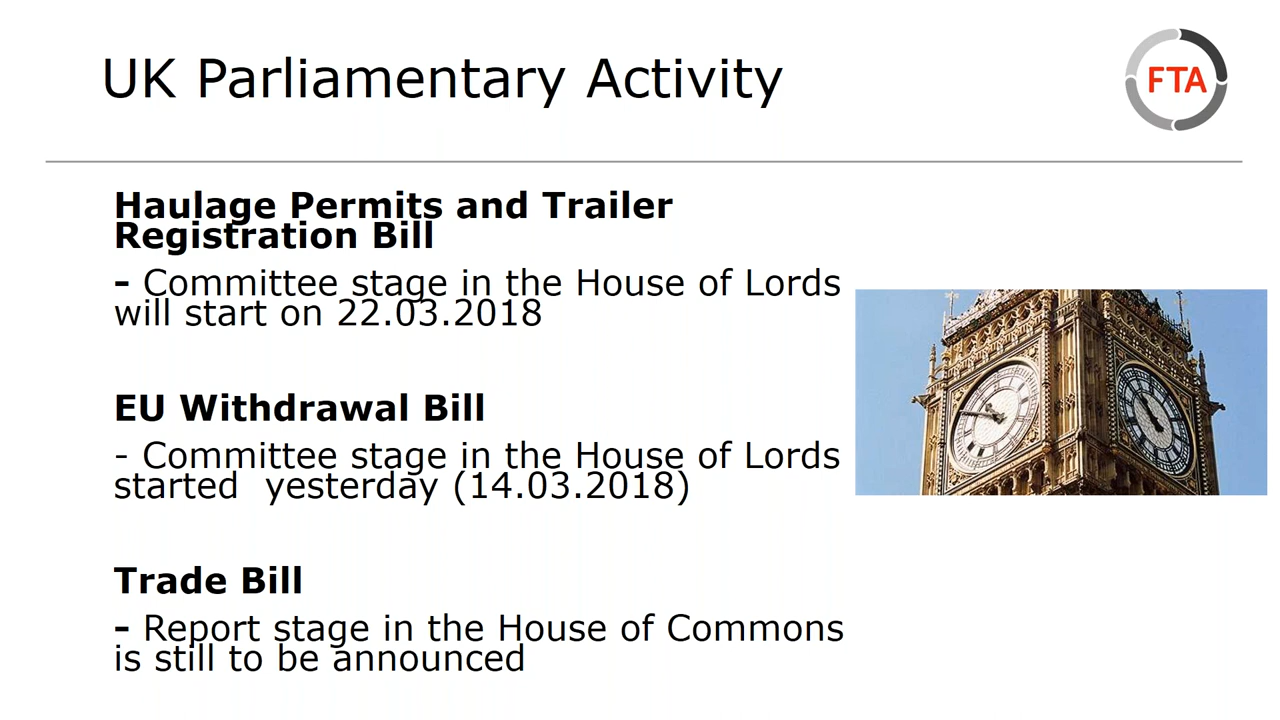 UK Parliamentary Activity
FTA
Haulage Permits and Trailer
Registration Bill
- Committee stage in the House of Lords
will start on 22.03.2018
EU Withdrawal Bill
- Committee stage in the House of Lords
started  yesterday (14.03.2018)
Trade Bill
- Report stage in the House of Commons
is still to be announced